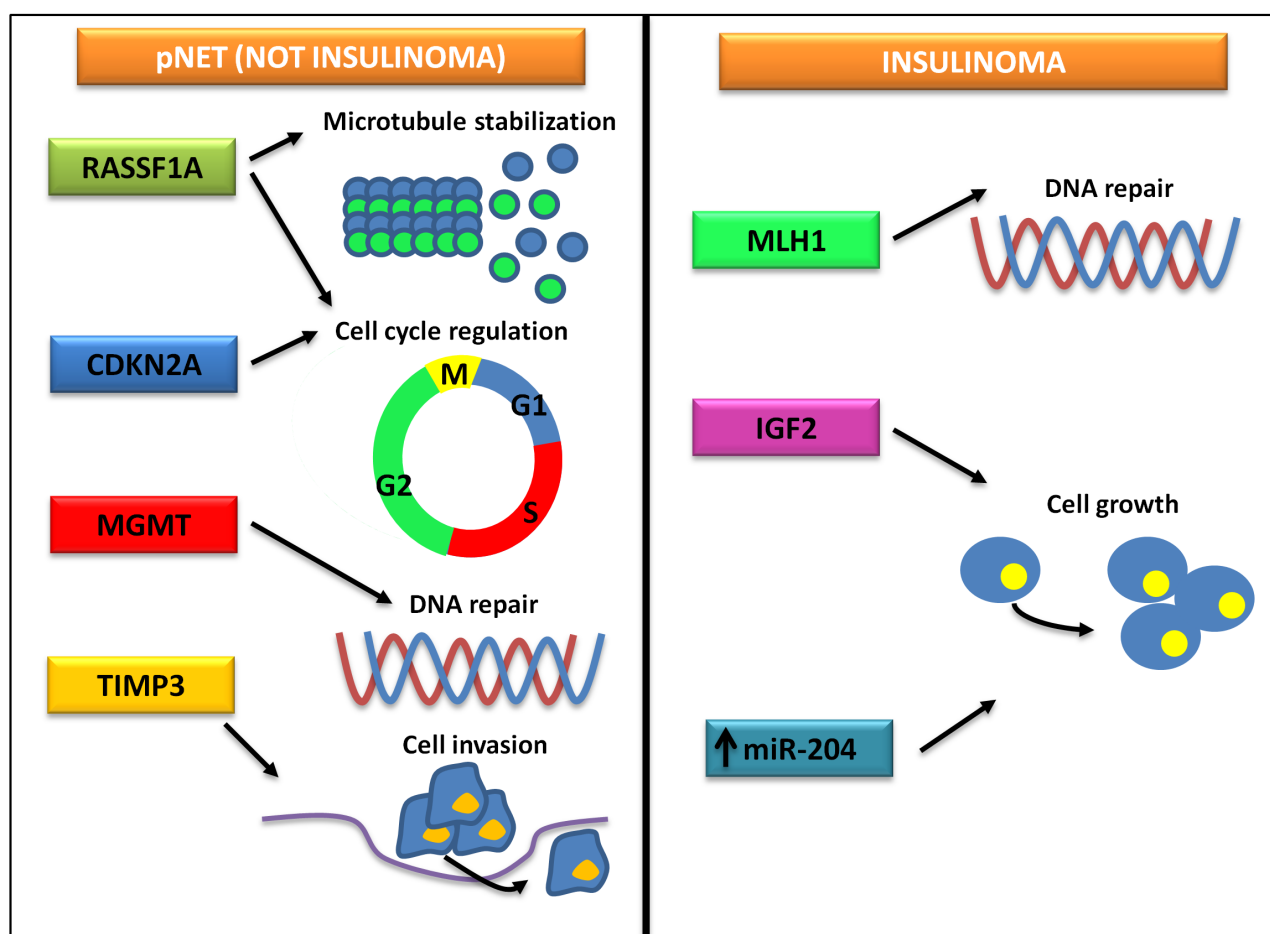 pNET (NOT INSULINOMA)
RASSF1A
Microtubule stabilization
CDKN2A
Cell cycle regulation
M
G1
G2
S
MGMT
DNA repair
TIMP3
Cell invasion
INSULINOMA
MLH1
DNA repair
IGF2
Cell growth
miR-204